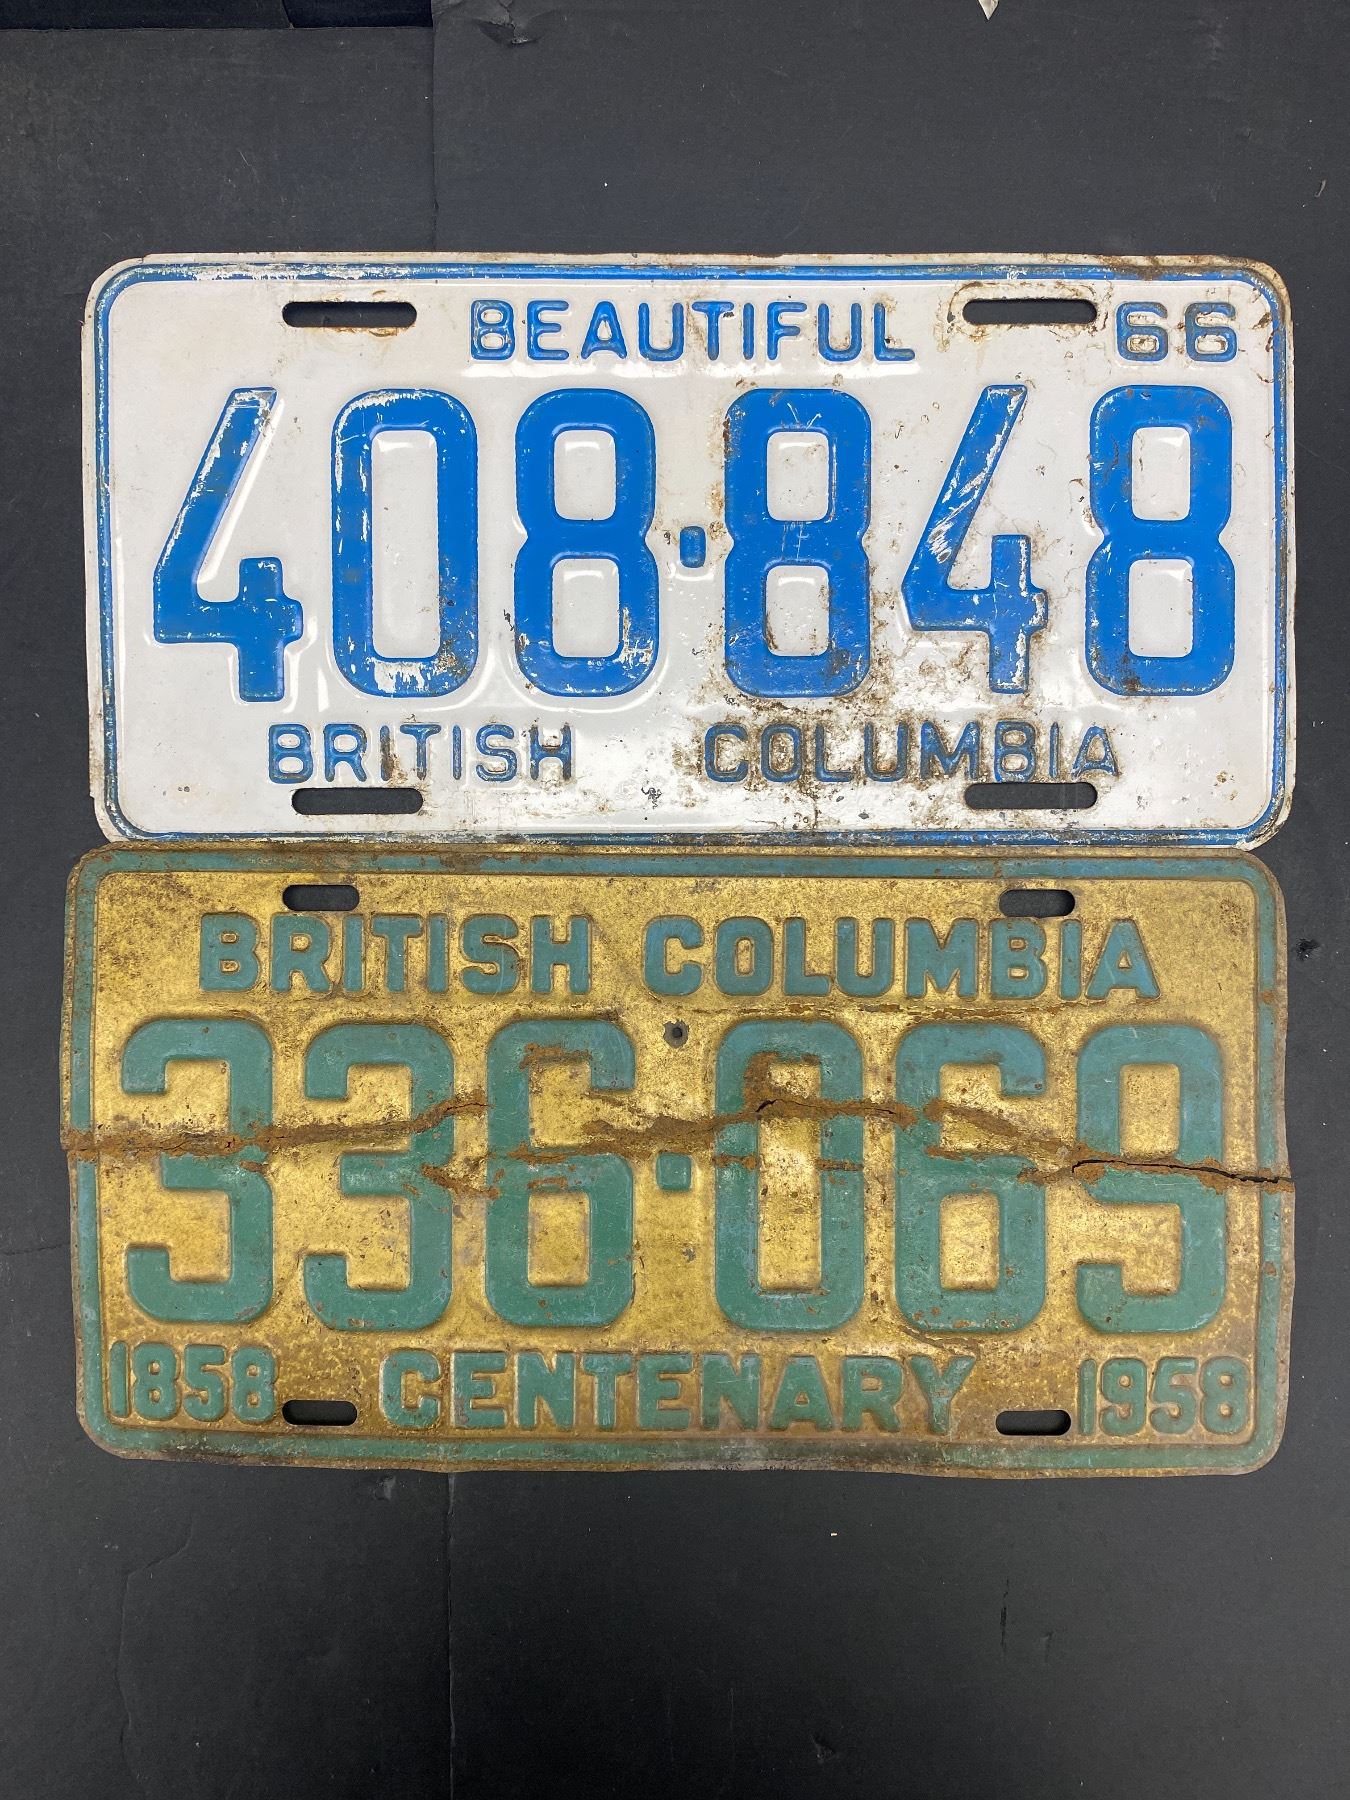 BEAUTIFUL 66
408·848
BRITISH COLUMBIA
BRITISH COLUMBIA
336·069
1858 CENTENARY 1958